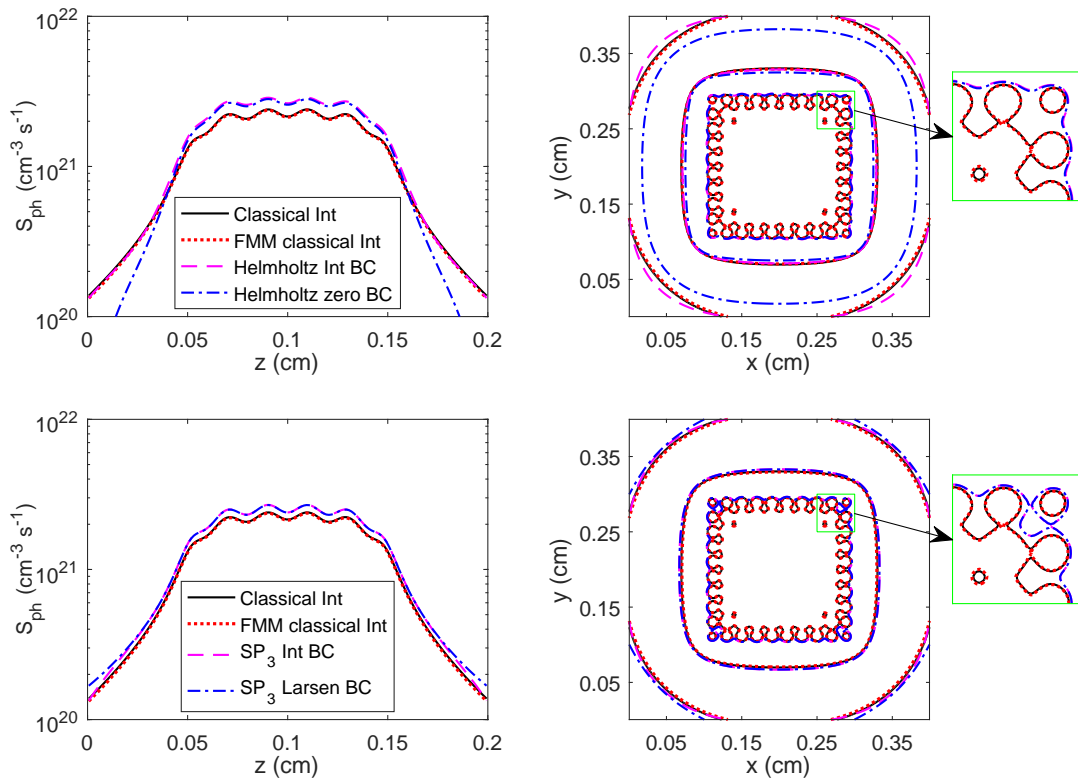 10^22
10^21
10^20
S_ph (cm^-3 s^-1)
Classical Int
FMM classical Int
Helmholtz Int BC
Helmholtz zero BC
0 0.05 0.1 0.15 0.2
z (cm)
0.35
0.25
0.15
0.05
y (cm)
0.05 0.15 0.25 0.35
x (cm)
10^22
10^21
10^20
S_ph (cm^-3 s^-1)
Classical Int
FMM classical Int
SP_3 Int BC
SP_3 Larsen BC
0 0.05 0.1 0.15 0.2
z (cm)
0.35
0.25
0.15
0.05
y (cm)
0.05 0.15 0.25 0.35
x (cm)